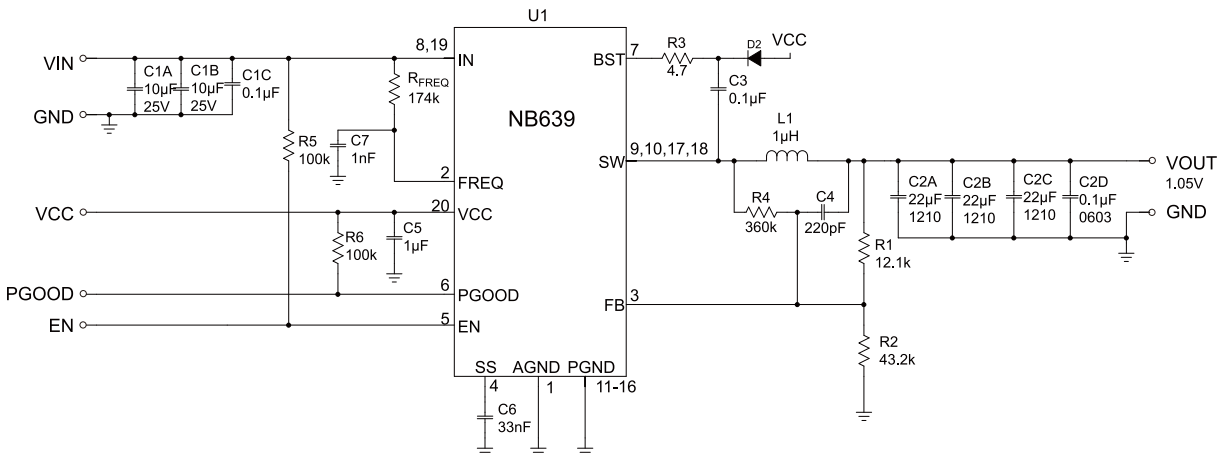 U1
NB639
VIN
GND
C1A
10μF
25V
C1B
10μF
25V
C1C
0.1μF
R5
100k
RFREQ
174k
C7
1nF
8,19
IN
2
FREQ
VCC
20
VCC
R6
100k
C5
1μF
PGOOD
6
PGOOD
EN
5
EN
SS
4
AGND
1
PGND
11-16
C6
33nF
BST
7
R3
4.7
D2
VCC
C3
0.1μF
SW
9,10,17,18
L1
1μH
R4
360k
C4
220pF
R1
12.1k
FB
3
R2
43.2k
C2A
22μF
1210
C2B
22μF
1210
C2C
22μF
1210
C2D
0.1μF
0603
VOUT
1.05V
GND